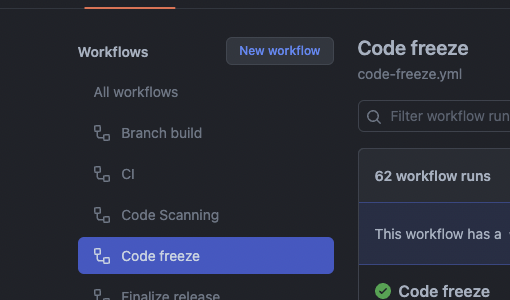 Workflows
New workflow
All workflows
Branch build
CI
Code Scanning
Code freeze
Finalize release
Code freeze
code-freeze.yml
Filter workflow run
62 workflow runs
This workflow has a
Code freeze